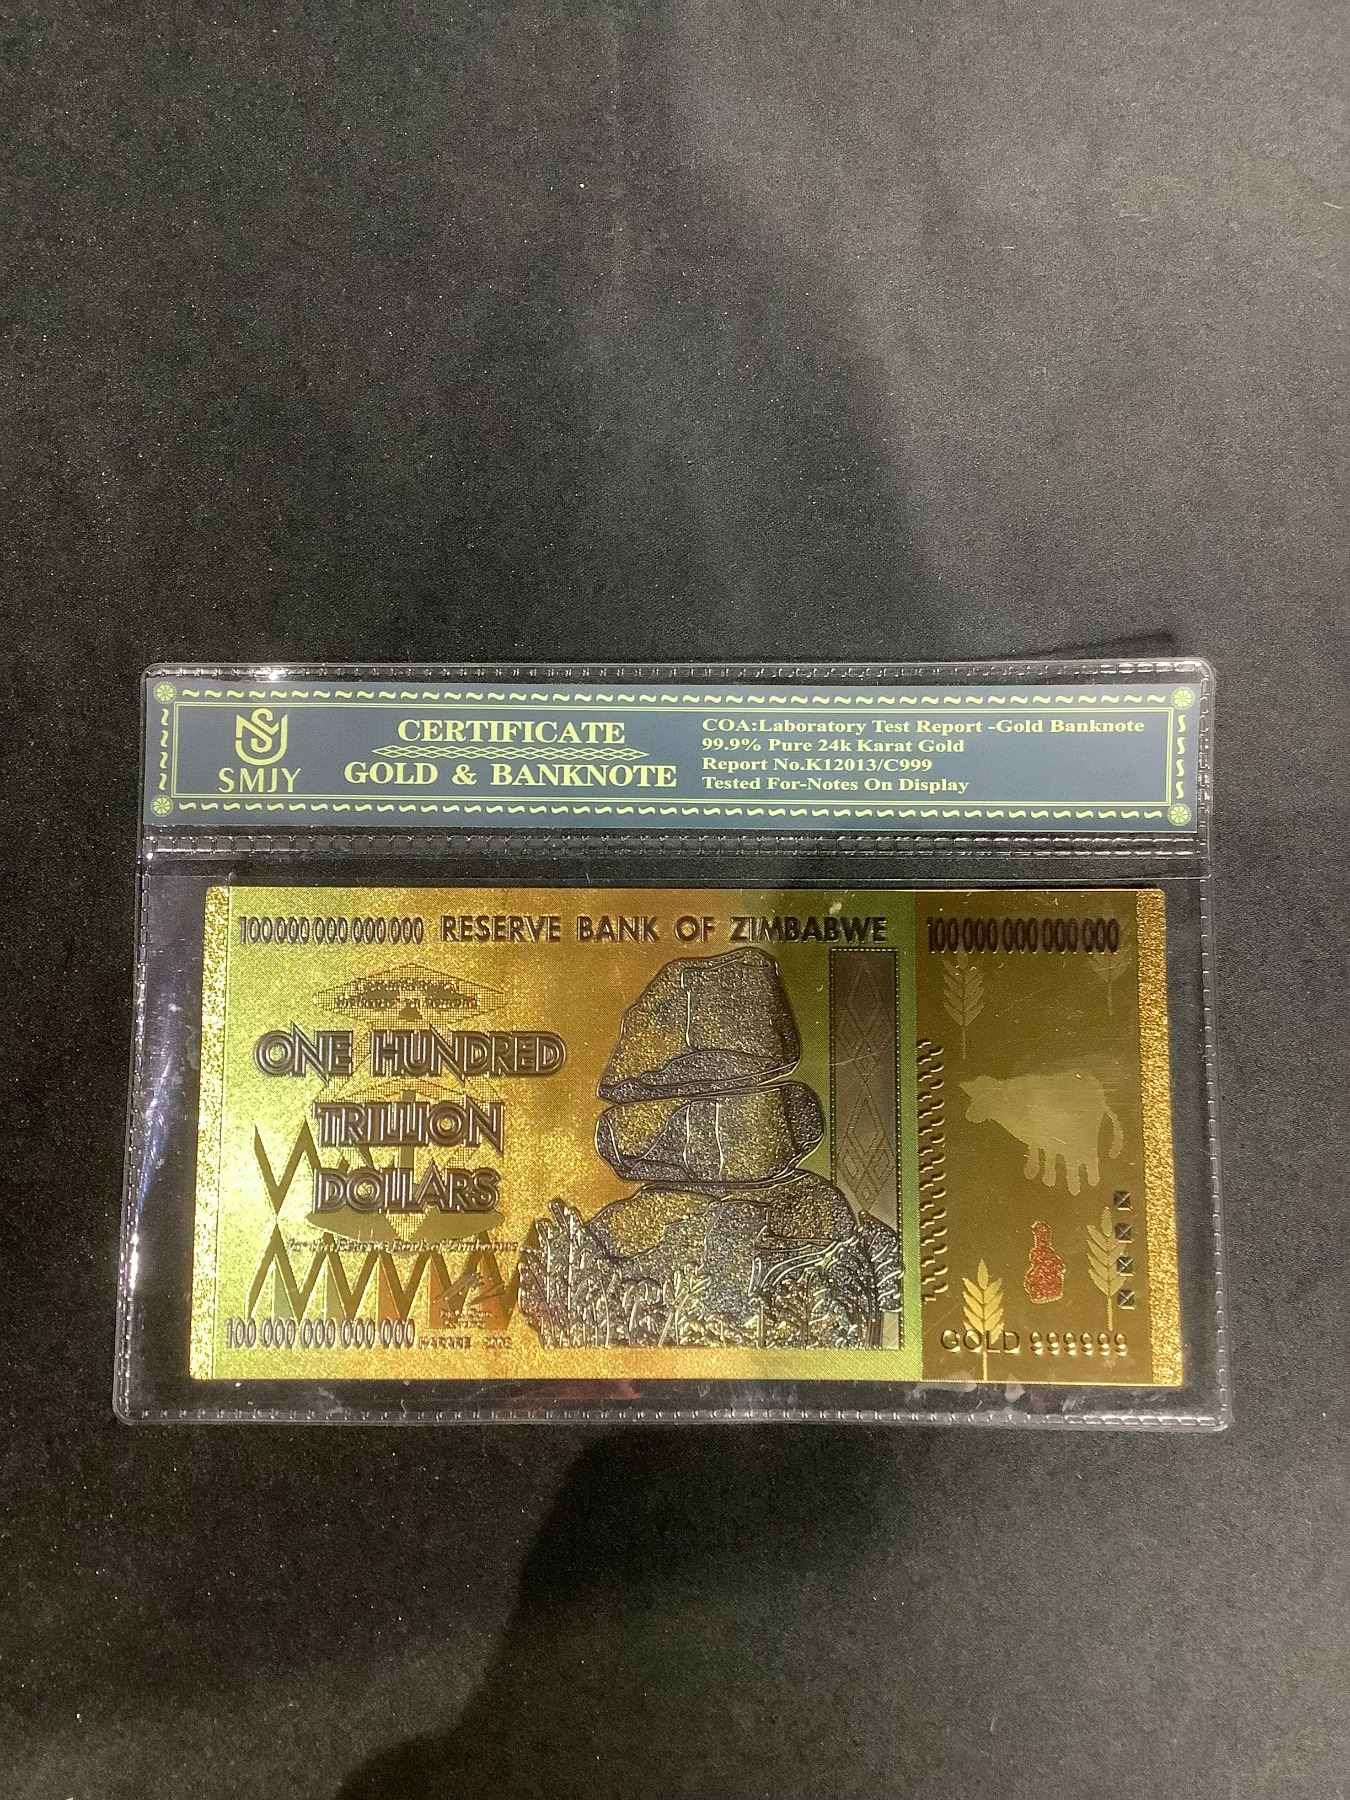 SMJY
CERTIFICATE
GOLD & BANKNOTE
COA:Laboratory Test Report -Gold Banknote
99.9% Pure 24k Karat Gold
Report No.K12013/C999
Tested For-Notes On Display
100 000 000 000 000 RESERVE BANK OF ZIMBABWE 100 000 000 000 000
ONE HUNDRED
TRILLION
DOLLARS
100 000 000 000 000 HARARE
GOLD 999999